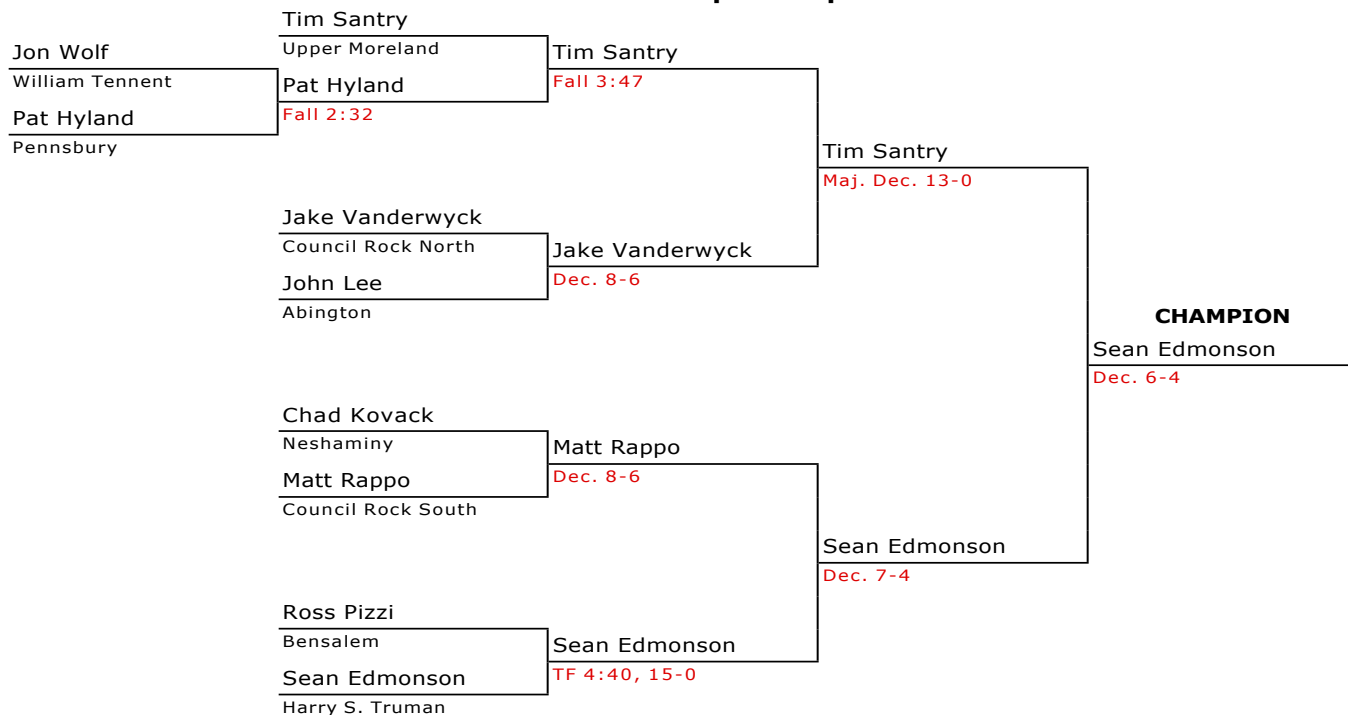 Tim Santry
Jon Wolf
Upper Moreland
Tim Santry
William Tennent
Pat Hyland
Fall 3:47
Pat Hyland
Fall 2:32
Pennsbury
Tim Santry
Maj. Dec. 13-0
Jake Vanderwyck
Council Rock North
Jake Vanderwyck
John Lee
Dec. 8-6
Abington
CHAMPION
Sean Edmonson
Dec. 6-4
Chad Kovack
Neshaminy
Matt Rappo
Matt Rappo
Dec. 8-6
Council Rock South
Sean Edmonson
Dec. 7-4
Ross Pizzi
Bensalem
Sean Edmonson
Sean Edmonson
TF 4:40, 15-0
Harry S. Truman